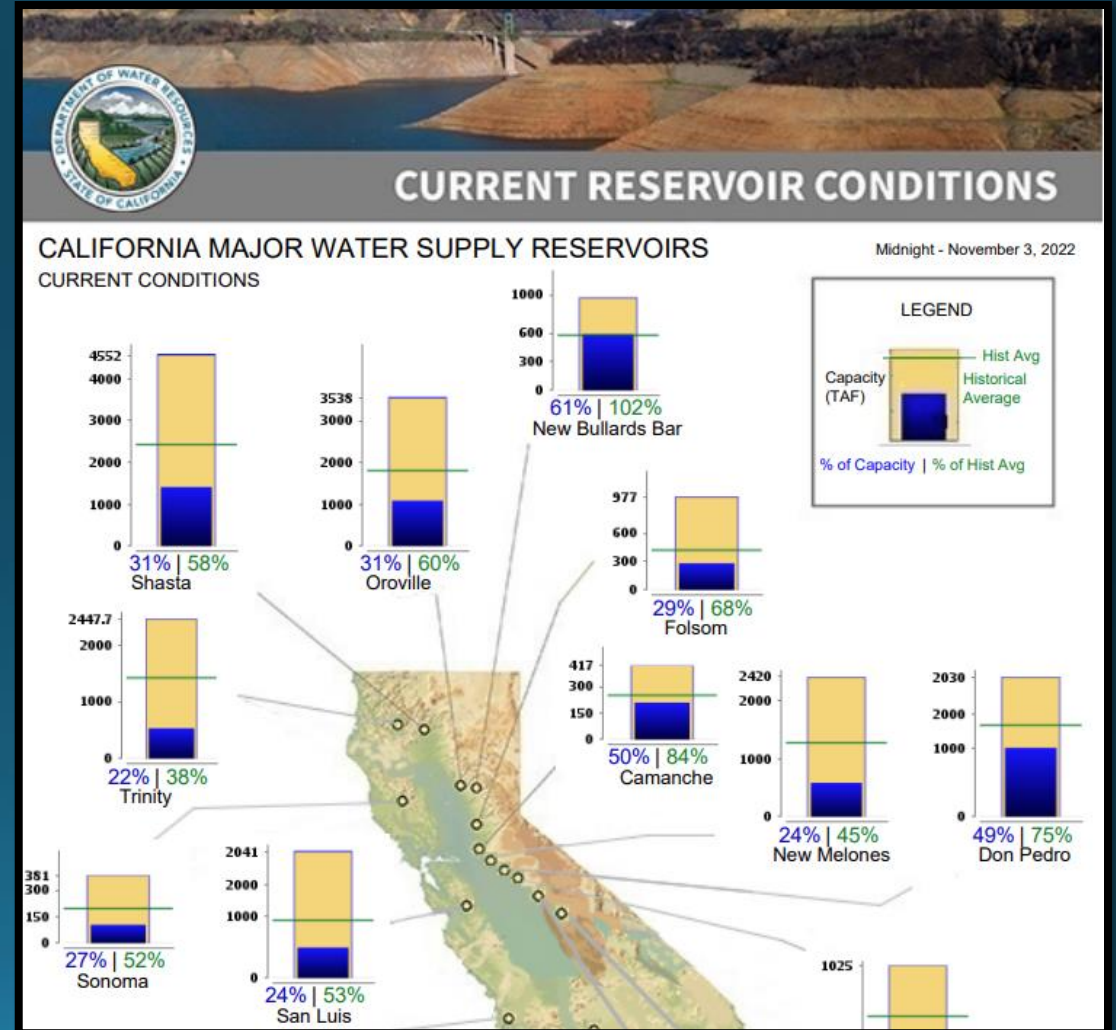 DEPARTMENT OF WATER RESOURCES
STATE OF CALIFORNIA
CURRENT RESERVOIR CONDITIONS
CALIFORNIA MAJOR WATER SUPPLY RESERVOIRS
Midnight - November 3, 2022
CURRENT CONDITIONS
LEGEND
Hist Avg
Capacity
(TAF)
Historical
Average
% of Capacity | % of Hist Avg
4552
4000
3000
2000
1000
0
31% | 58%
Shasta
3538
3000
2000
1000
0
31% | 60%
Oroville
1000
600
300
0
61% | 102%
New Bullards Bar
977
600
300
0
29% | 68%
Folsom
2447.7
2000
1000
0
22% | 38%
Trinity
417
300
150
0
50% | 84%
Camanche
2420
2000
1000
0
24% | 45%
New Melones
2030
2000
1000
0
49% | 75%
Don Pedro
381
300
150
0
27% | 52%
Sonoma
2041
2000
1000
0
24% | 53%
San Luis
1025